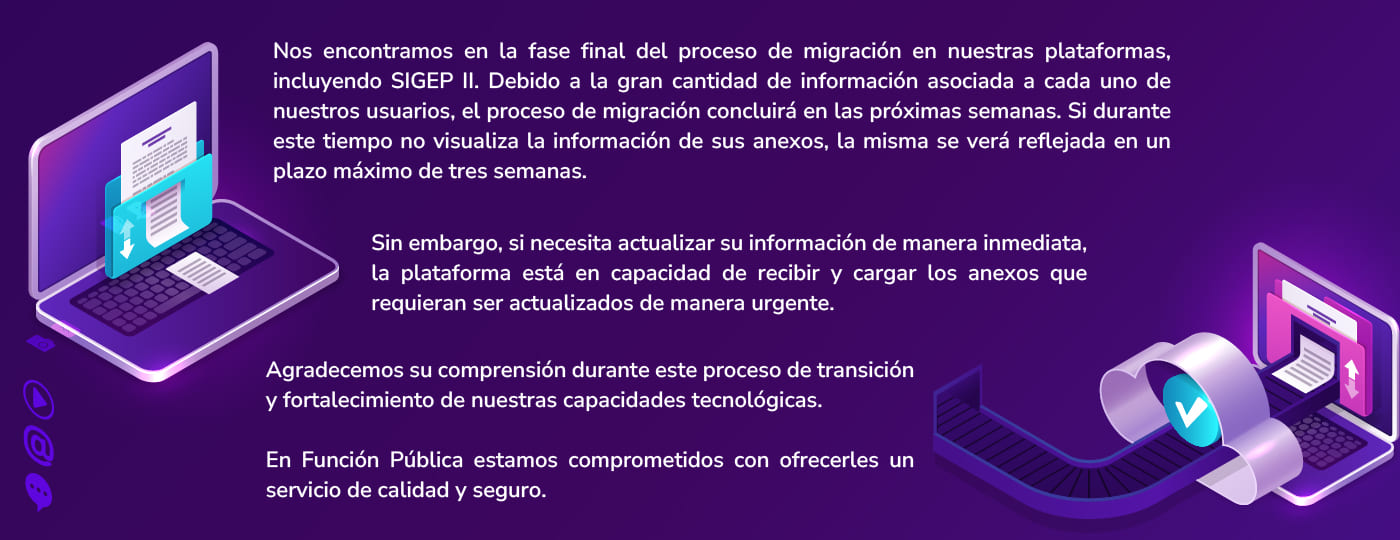 Nos encontramos en la fase final del proceso de migración en nuestras plataformas,
incluyendo SIGEP II. Debido a la gran cantidad de información asociada a cada uno de
nuestros usuarios, el proceso de migración concluirá en las próximas semanas. Si durante
este tiempo no visualiza la información de sus anexos, la misma se verá reflejada en un
plazo máximo de tres semanas.
Sin embargo, si necesita actualizar su información de manera inmediata,
la plataforma está en capacidad de recibir y cargar los anexos que
requieran ser actualizados de manera urgente.
Agradecemos su comprensión durante este proceso de transición
y fortalecimiento de nuestras capacidades tecnológicas.
En Función Pública estamos comprometidos con ofrecerles un
servicio de calidad y seguro.